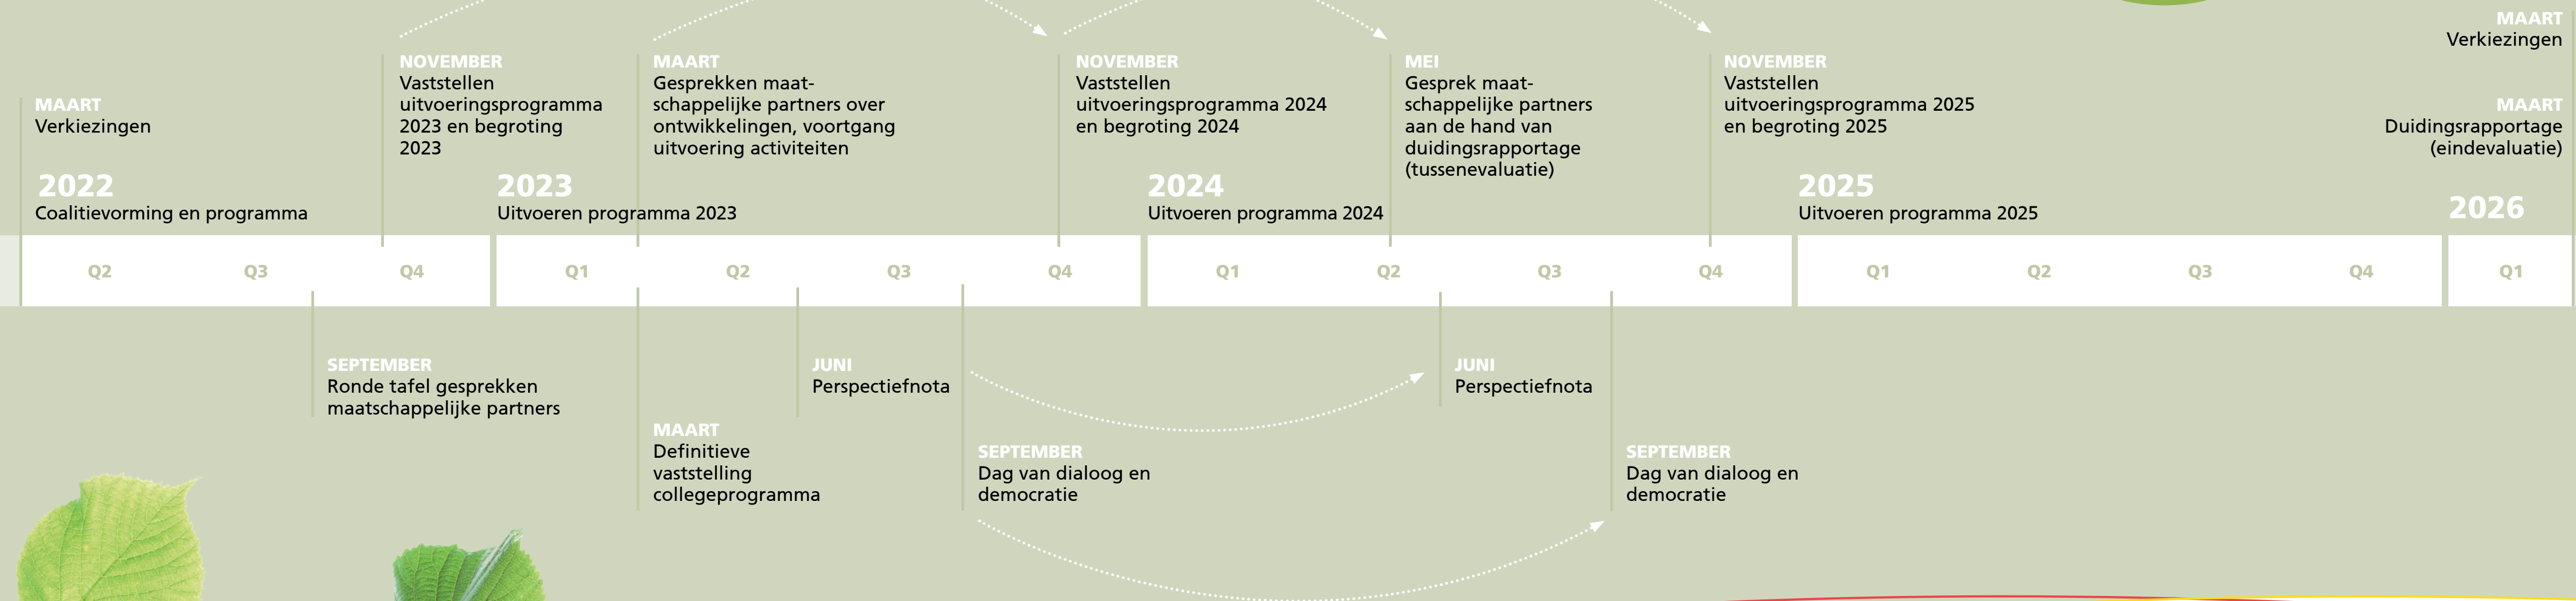 MAART
Verkiezingen
2022
Coalitievorming en programma
NOVEMBER
Vaststellen
uitvoeringsprogramma
2023 en begroting
2023
2023
Uitvoeren programma 2023
MAART
Gesprekken maat-
schappelijke partners over
ontwikkelingen, voortgang
uitvoering activiteiten
NOVEMBER
Vaststellen
uitvoeringsprogramma 2024
en begroting 2024
2024
Uitvoeren programma 2024
MEI
Gesprek maat-
schappelijke partners
aan de hand van
duidingsrapportage
(tussenevaluatie)
NOVEMBER
Vaststellen
uitvoeringsprogramma 2025
en begroting 2025
2025
Uitvoeren programma 2025
MAART
Verkiezingen
MAART
Duidingsrapportage
(eindevaluatie)
2026
Q2 Q3 Q4 Q1 Q2 Q3 Q4 Q1 Q2 Q3 Q4 Q1 Q2 Q3 Q4 Q1
SEPTEMBER
Ronde tafel gesprekken
maatschappelijke partners
MAART
Definitieve
vaststelling
collegeprogramma
JUNI
Perspectiefnota
SEPTEMBER
Dag van dialoog en
democratie
JUNI
Perspectiefnota
SEPTEMBER
Dag van dialoog en
democratie